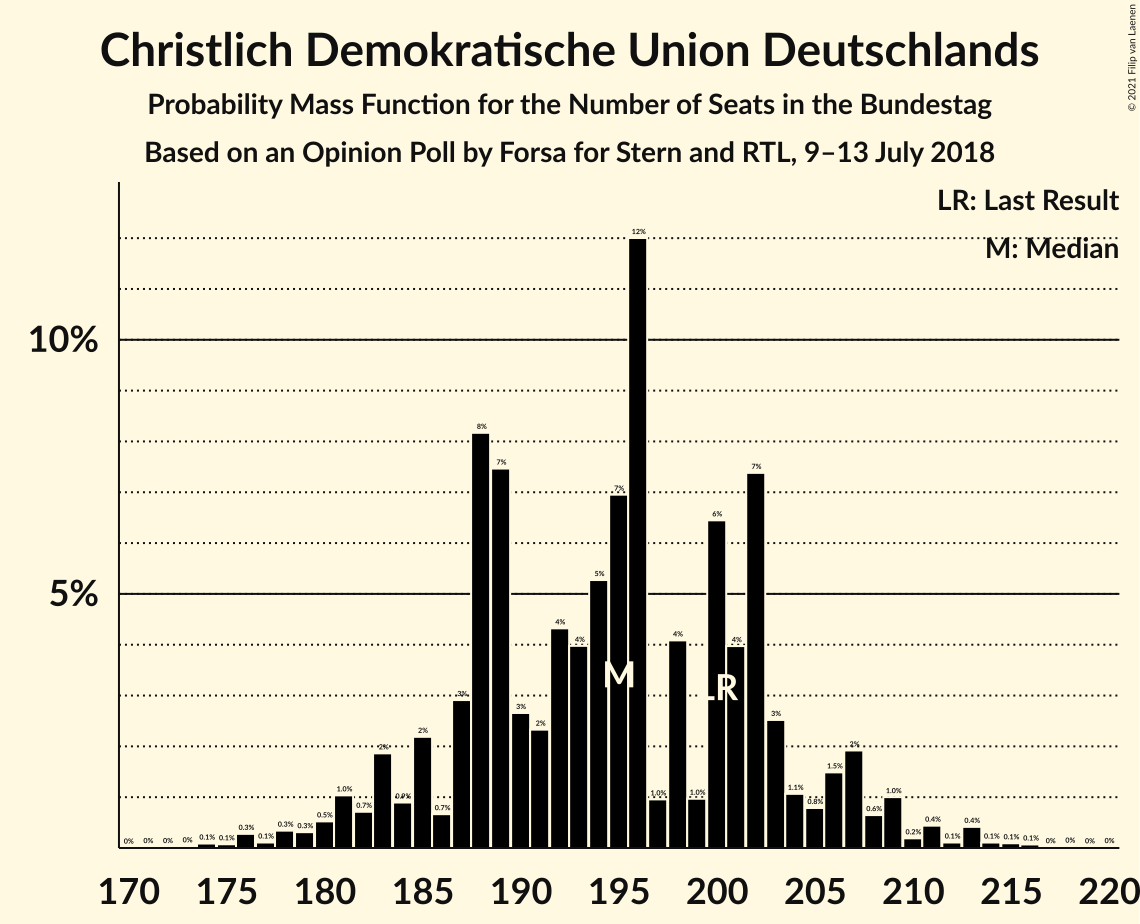 Christlich Demokratische Union Deutschlands
Probability Mass Function for the Number of Seats in the Bundestag
Based on an Opinion Poll by Forsa for Stern and RTL, 9–13 July 2018
© 2021 Filip van Laenen
LR: Last Result
M: Median
10%
5%
0% 0% 0% 0% 0.1% 0.1% 0.3% 0.1% 0.3% 0.3% 0.5% 1.0% 0.7% 2% 0.9% 2% 0.7% 3% 8% 7% 3% 2% 4% 4% 5% 7% 12% 1.0% 4% 1.0% 6% 4% 7% 3% 1.1% 0.8% 1.5% 2% 0.6% 1.0% 0.2% 0.4% 0.1% 0.4% 0.1% 0.1% 0.1% 0% 0% 0% 0%
M
LR
170 175 180 185 190 195 200 205 210 215 220